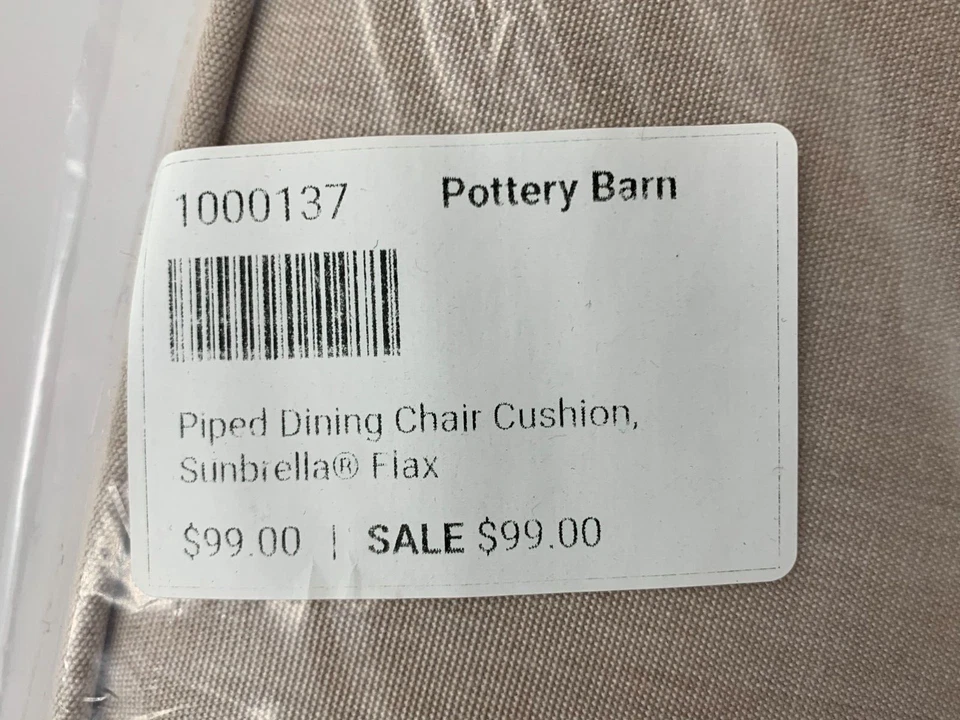 1000137
Pottery Barn
Piped Dining Chair Cushion,
Sunbrella® Flax
$99.00 | SALE $99.00